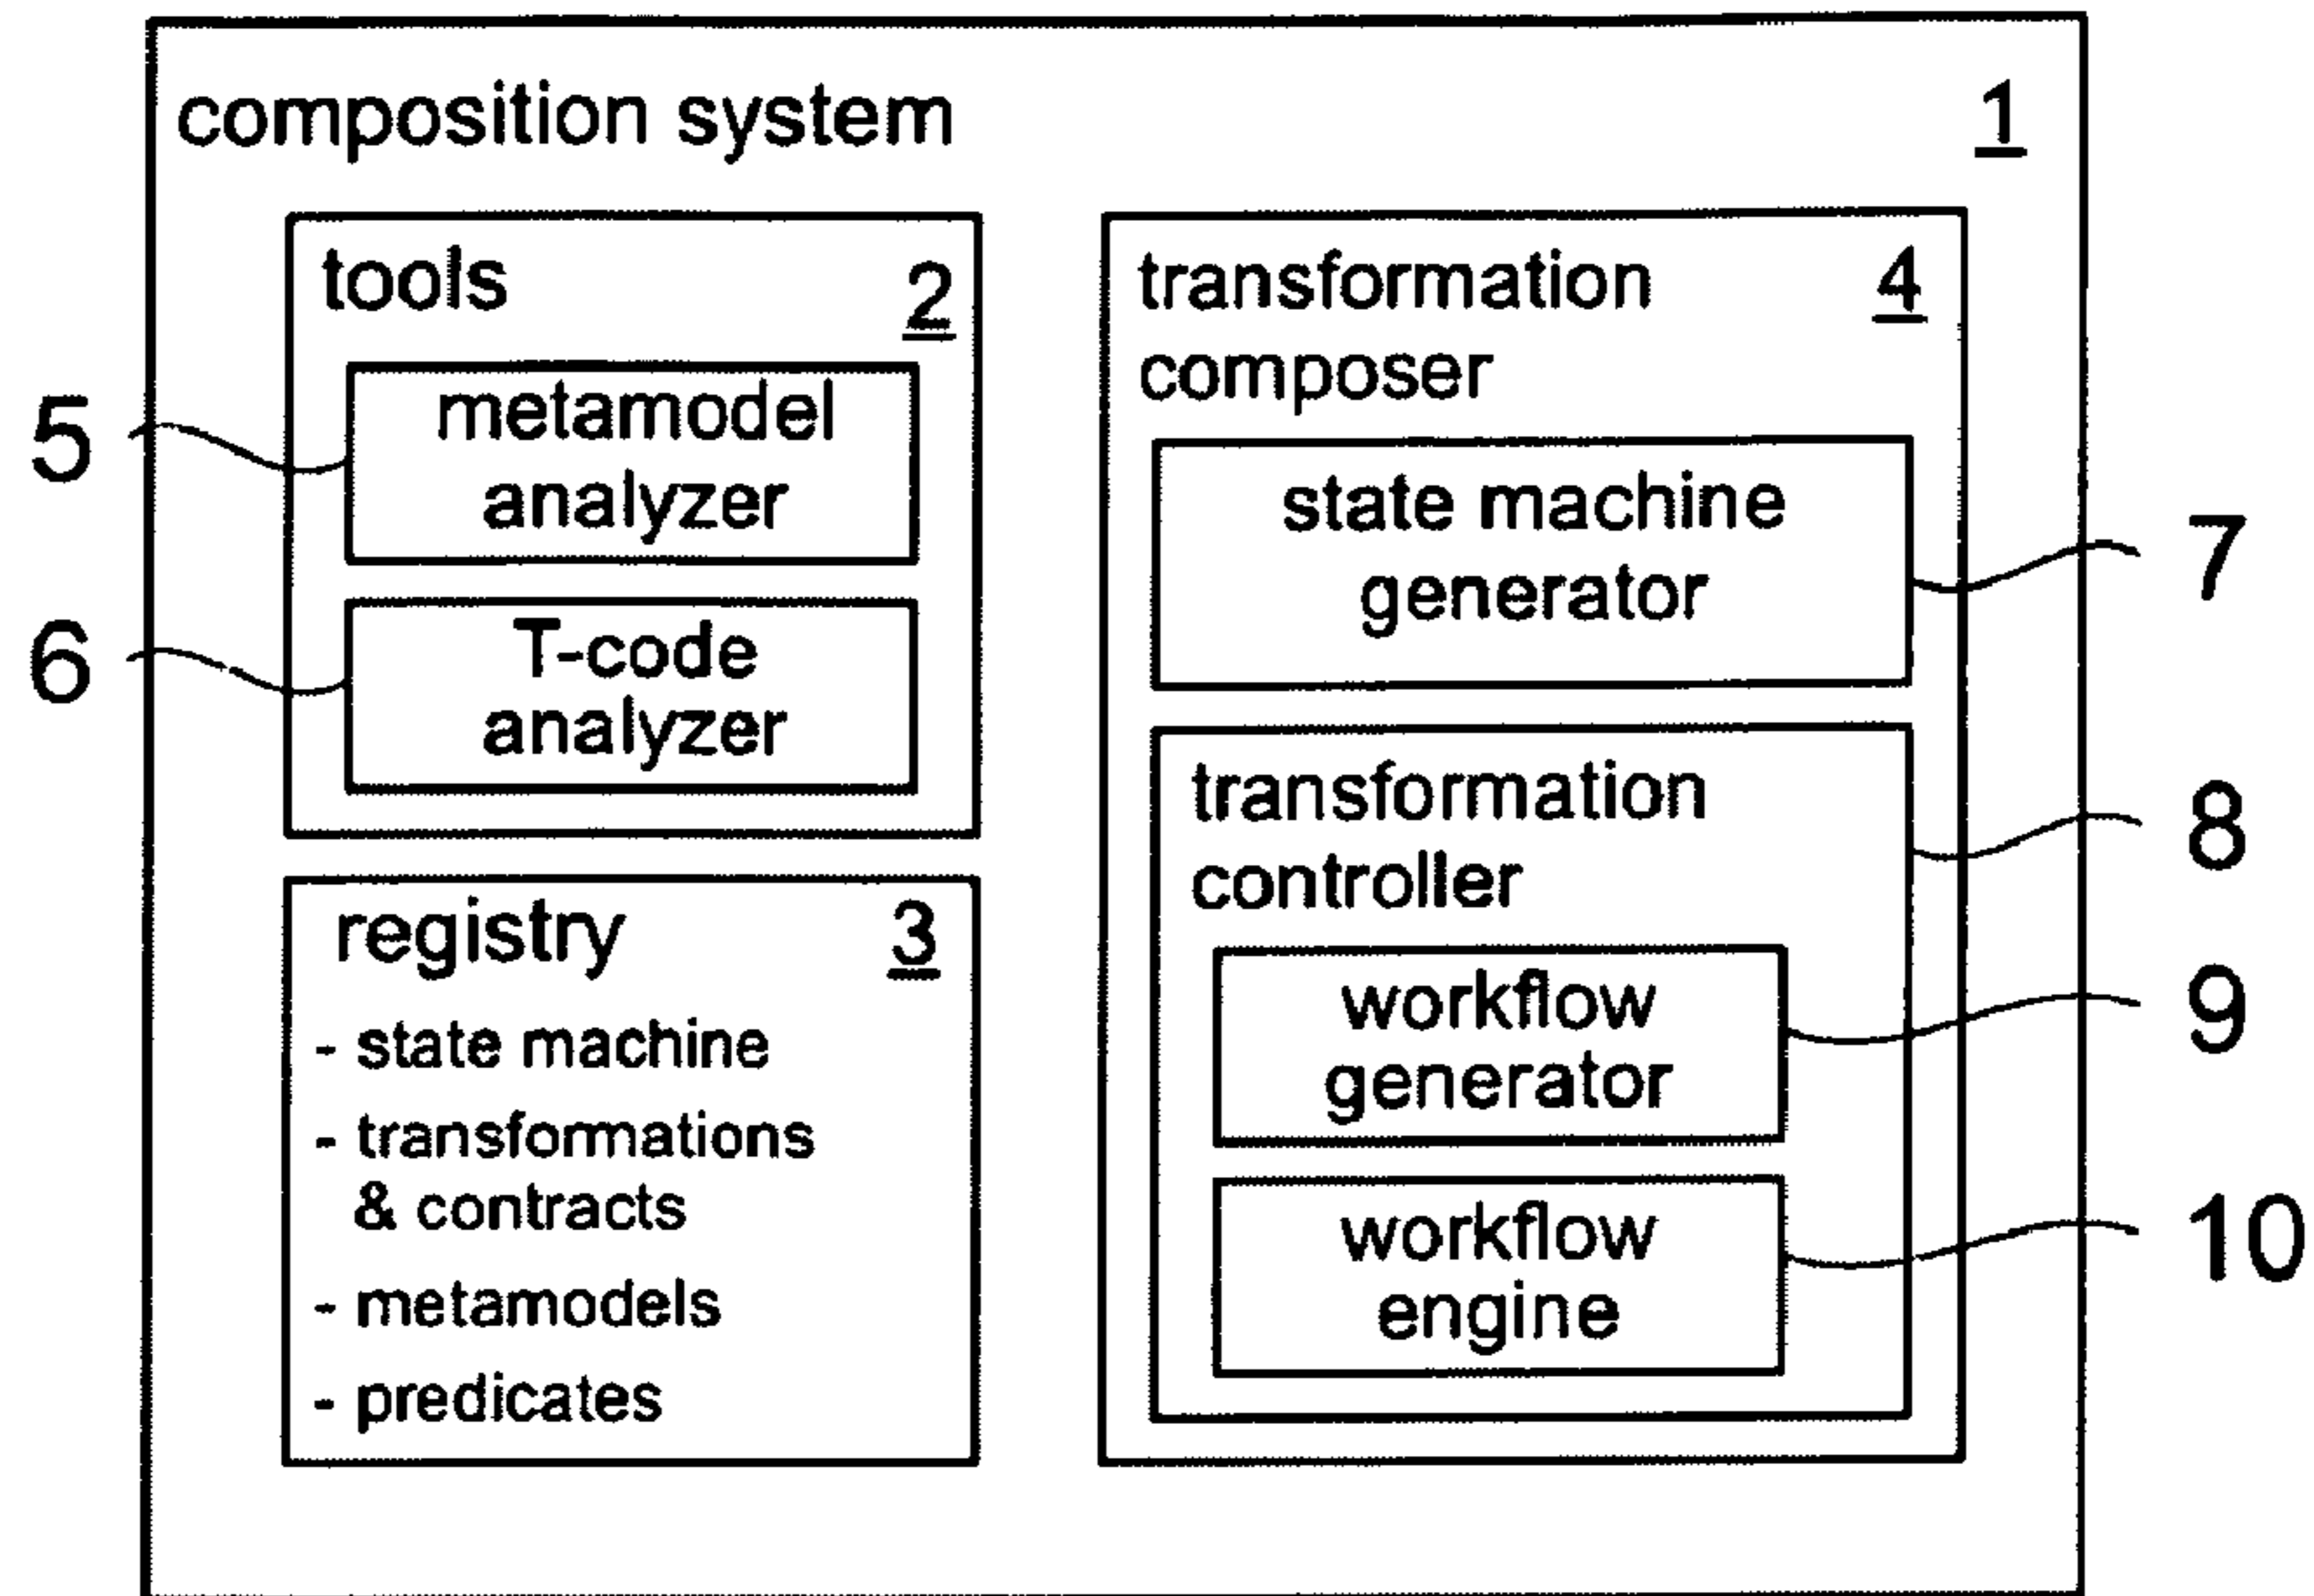 composition system
1
tools
2
metamodel
analyzer
5
T-code
analyzer
6
registry
3
- state machine
- transformations
& contracts
- metamodels
- predicates
transformation
composer
4
state machine
generator
7
transformation
controller
8
workflow
generator
9
workflow
engine
10